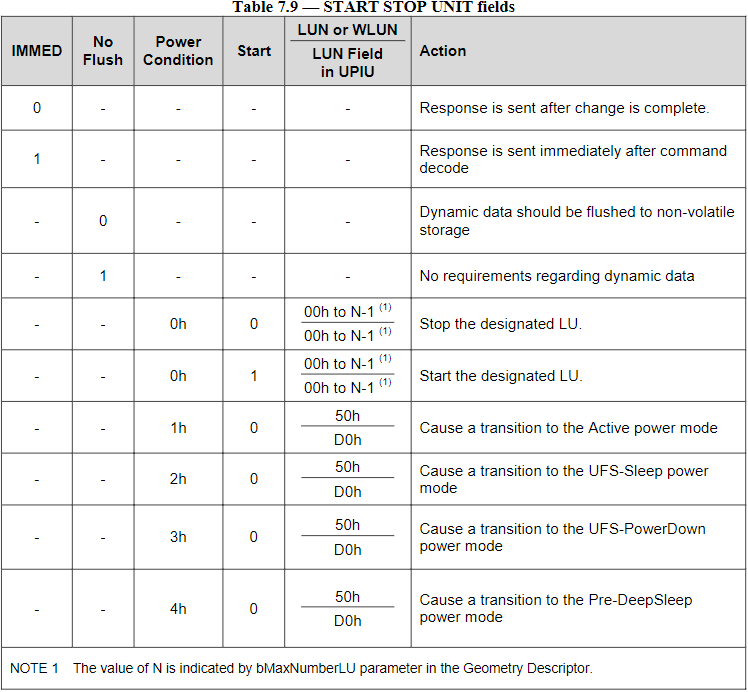 Table 7.9 — START STOP UNIT fields
IMMED
No
Flush
Power
Condition
Start
LUN or WLUN
LUN Field
in UPIU
Action
0 - - - - Response is sent after change is complete.
1 - - - - Response is sent immediately after command
decode
- 0 - - - Dynamic data should be flushed to non-volatile
storage
- 1 - - - No requirements regarding dynamic data
- - 0h 0 00h to N-1 (1)
00h to N-1 (1)
Stop the designated LU.
- - 0h 1 00h to N-1 (1)
00h to N-1 (1)
Start the designated LU.
- - 1h 0 50h
D0h
Cause a transition to the Active power mode
- - 2h 0 50h
D0h
Cause a transition to the UFS-Sleep power
mode
- - 3h 0 50h
D0h
Cause a transition to the UFS-PowerDown
power mode
- - 4h 0 50h
D0h
Cause a transition to the Pre-DeepSleep
power mode
NOTE 1 The value of N is indicated by bMaxNumberLU parameter in the Geometry Descriptor.